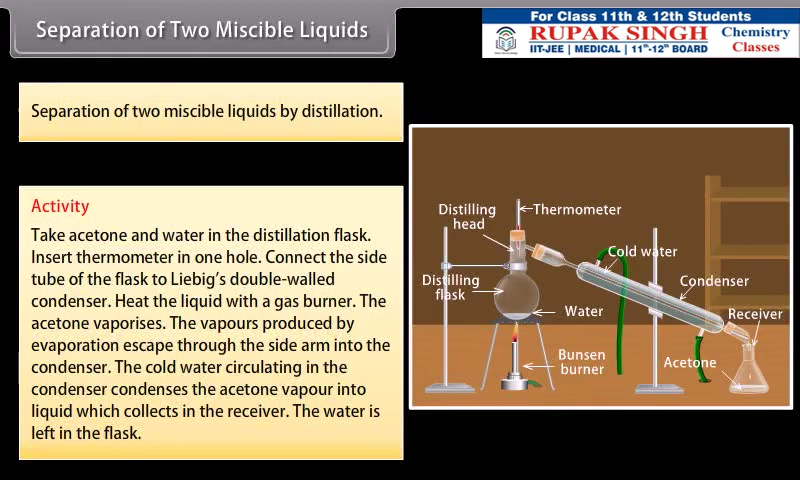 Separation of Two Miscible Liquids
For Class 11th & 12th Students
RUPAK SINGH
IIT-JEE | MEDICAL | 11th-12th BOARD
Chemistry
Classes
Separation of two miscible liquids by distillation.
Activity
Take acetone and water in the distillation flask.
Insert thermometer in one hole. Connect the side
tube of the flask to Liebig's double-walled
condenser. Heat the liquid with a gas burner. The
acetone vaporises. The vapours produced by
evaporation escape through the side arm into the
condenser. The cold water circulating in the
condenser condenses the acetone vapour into
liquid which collects in the receiver. The water is
left in the flask.
Distilling
head
Thermometer
Cold water
Distilling
flask
Condenser
Water
Receiver
Bunsen
burner
Acetone